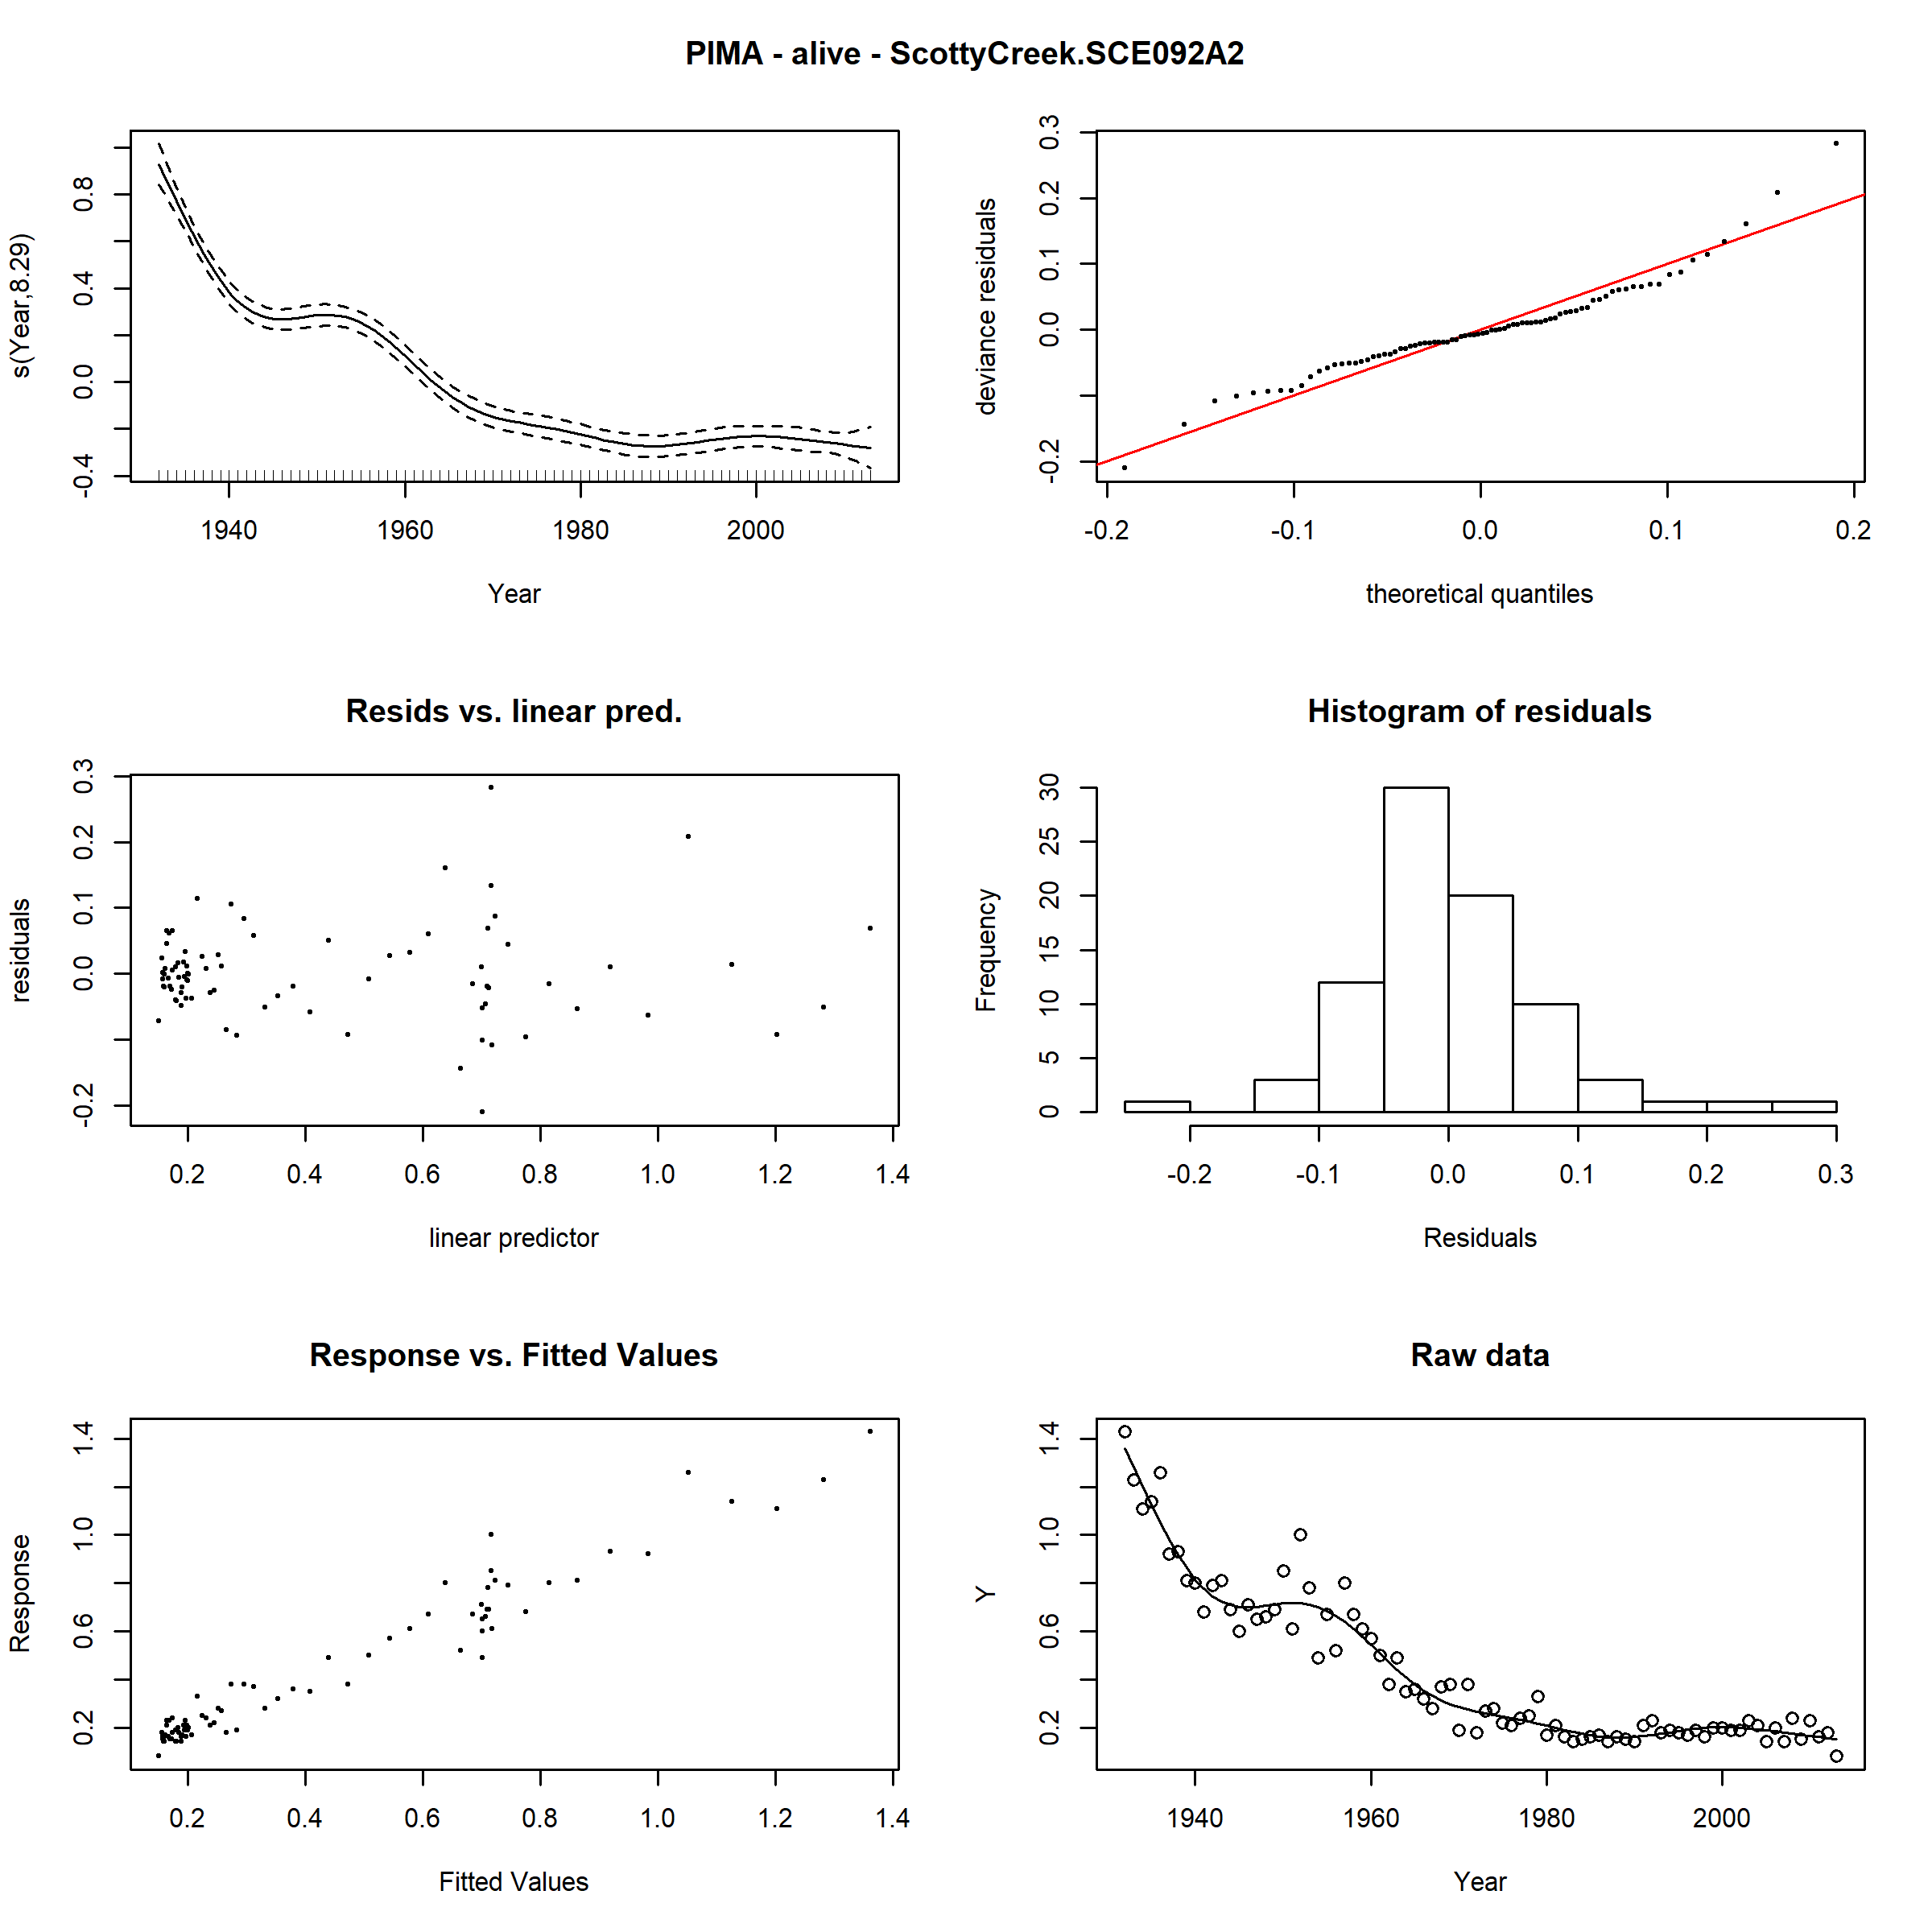 PIMA - alive - ScottyCreek.SCE092A2
s(Year,8.29)
-0.4 0.0 0.4 0.8
1940 1960 1980 2000
Year
deviance residuals
-0.2 0.0 0.1 0.2 0.3
-0.2 -0.1 0.0 0.1 0.2
theoretical quantiles
Resids vs. linear pred.
residuals
-0.2 0.0 0.1 0.2 0.3
0.2 0.4 0.6 0.8 1.0 1.2 1.4
linear predictor
Histogram of residuals
Frequency
0 5 10 15 20 25 30
-0.2 -0.1 0.0 0.1 0.2 0.3
Residuals
Response vs. Fitted Values
Response
0.2 0.6 1.0 1.4
0.2 0.4 0.6 0.8 1.0 1.2 1.4
Fitted Values
Raw data
Y
0.2 0.6 1.0 1.4
1940 1960 1980 2000
Year